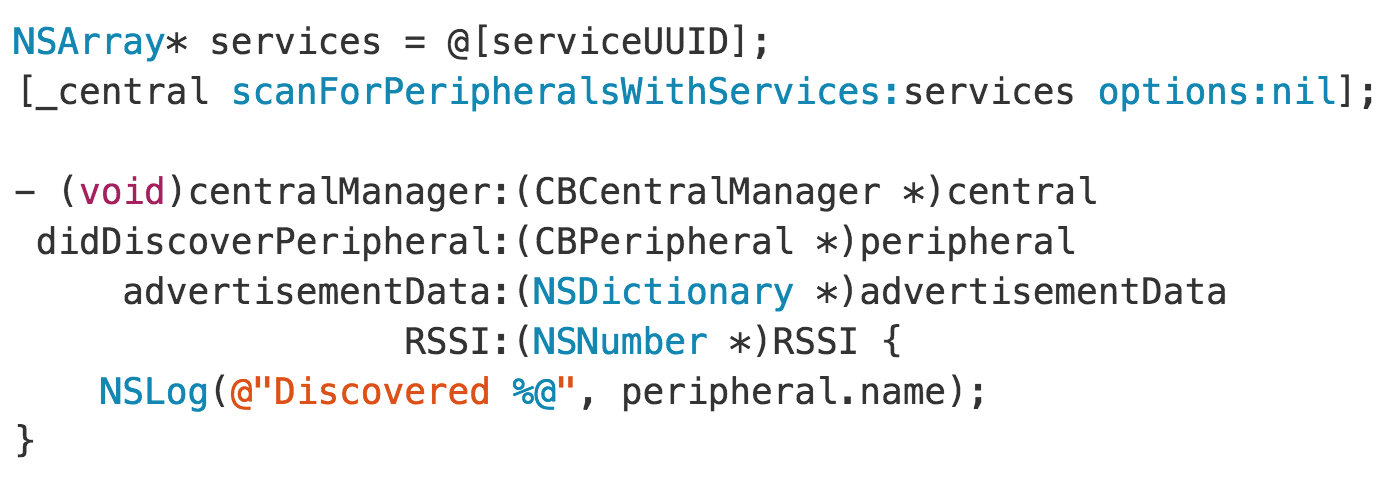 NSArray* services = @[serviceUUID];
[_central scanForPeripheralsWithServices:services options:nil];
– (void)centralManager:(CBCentralManager *)central
didDiscoverPeripheral:(CBPeripheral *)peripheral
advertisementData:(NSDictionary *)advertisementData
RSSI:(NSNumber *)RSSI {
NSLog(@"Discovered %@", peripheral.name);
}